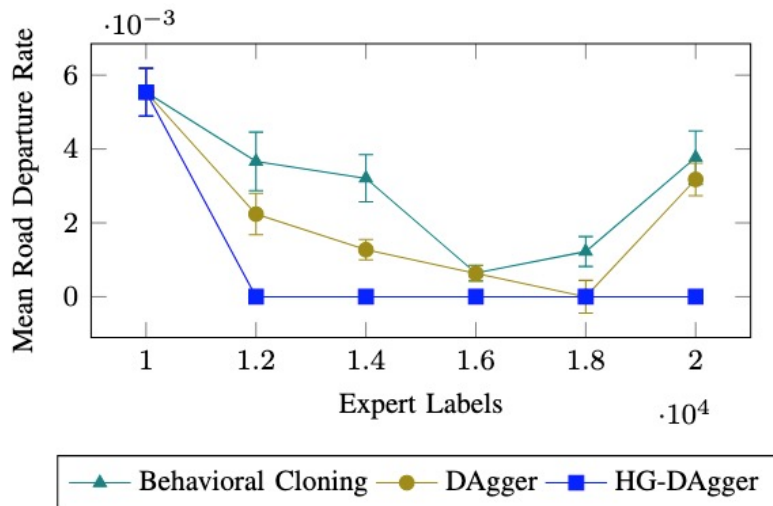 ·10⁻³
Mean Road Departure Rate
6
4
2
0
1 1.2 1.4 1.6 1.8 2
Expert Labels
·10⁴
Behavioral Cloning DAgger HG-DAgger